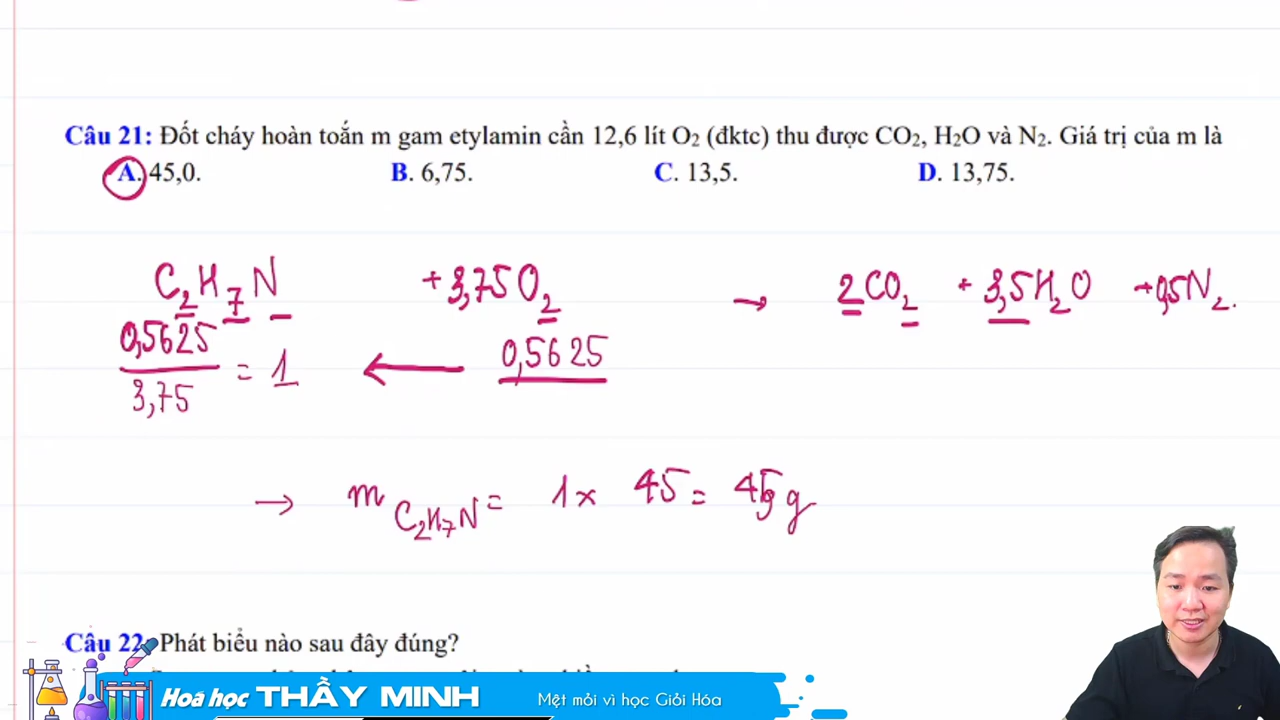 Câu 21: Đốt cháy hoàn toắn m gam etylamin cần 12,6 lít O₂ (đktc) thu được CO₂, H₂O và N₂. Giá trị của m là
A. 45,0. B. 6,75. C. 13,5. D. 13,75.
C₂H₇N +3,75O₂ → 2CO₂ + 3,5H₂O +0,5N₂.
0,5625/3,75 = 1 ← 0,5625
→ m C₂H₇N = 1 x 45 = 45 g
Câu 22: Phát biểu nào sau đây đúng?
Hoá học THẦY MINH Mệt mỏi vì học Giỏi Hóa